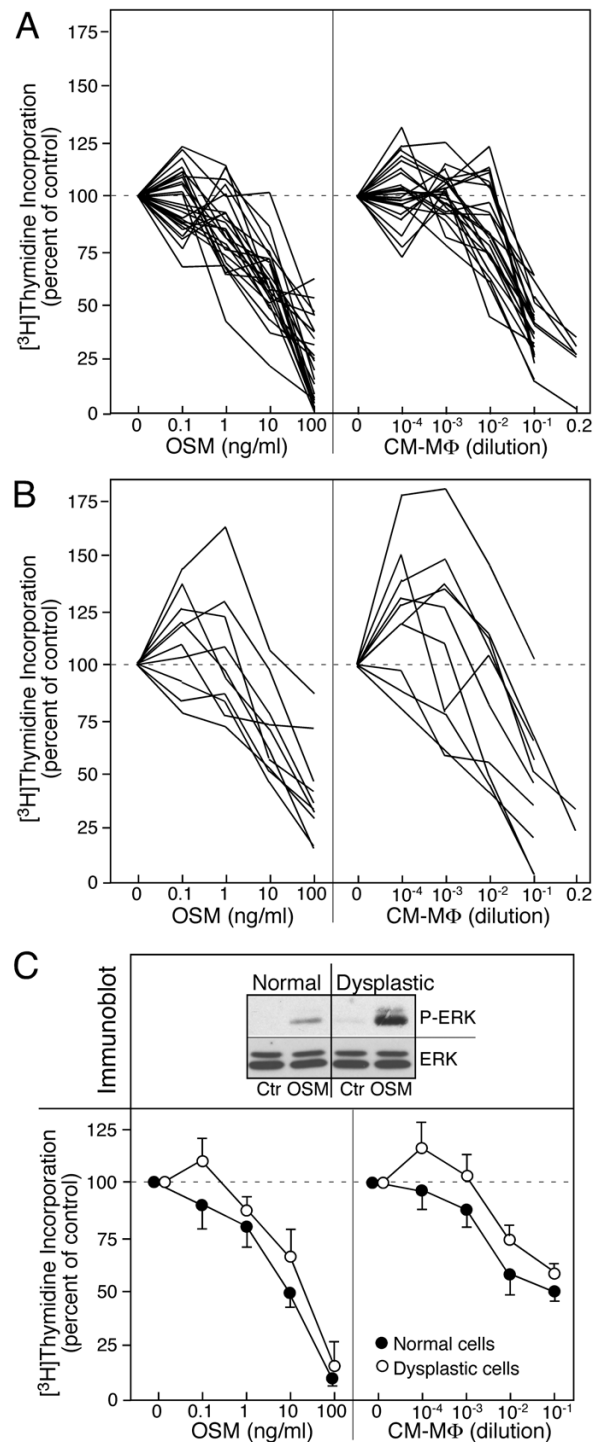 A
[³H]Thymidine Incorporation
(percent of control)
175
150
125
100
75
50
25
0
0 0.1 1 10 100
OSM (ng/ml)
0 10⁻⁴ 10⁻³ 10⁻² 10⁻¹ 0.2
CM-MΦ (dilution)
B
[³H]Thymidine Incorporation
(percent of control)
175
150
125
100
75
50
25
0
0 0.1 1 10 100
OSM (ng/ml)
0 10⁻⁴ 10⁻³ 10⁻² 10⁻¹ 0.2
CM-MΦ (dilution)
C
Immunoblot
Normal Dysplastic
P-ERK
ERK
Ctr OSM Ctr OSM
[³H]Thymidine Incorporation
(percent of control)
125
100
75
50
25
0
Normal cells
Dysplastic cells
0 0.1 1 10 100
OSM (ng/ml)
0 10⁻⁴ 10⁻³ 10⁻² 10⁻¹
CM-MΦ (dilution)